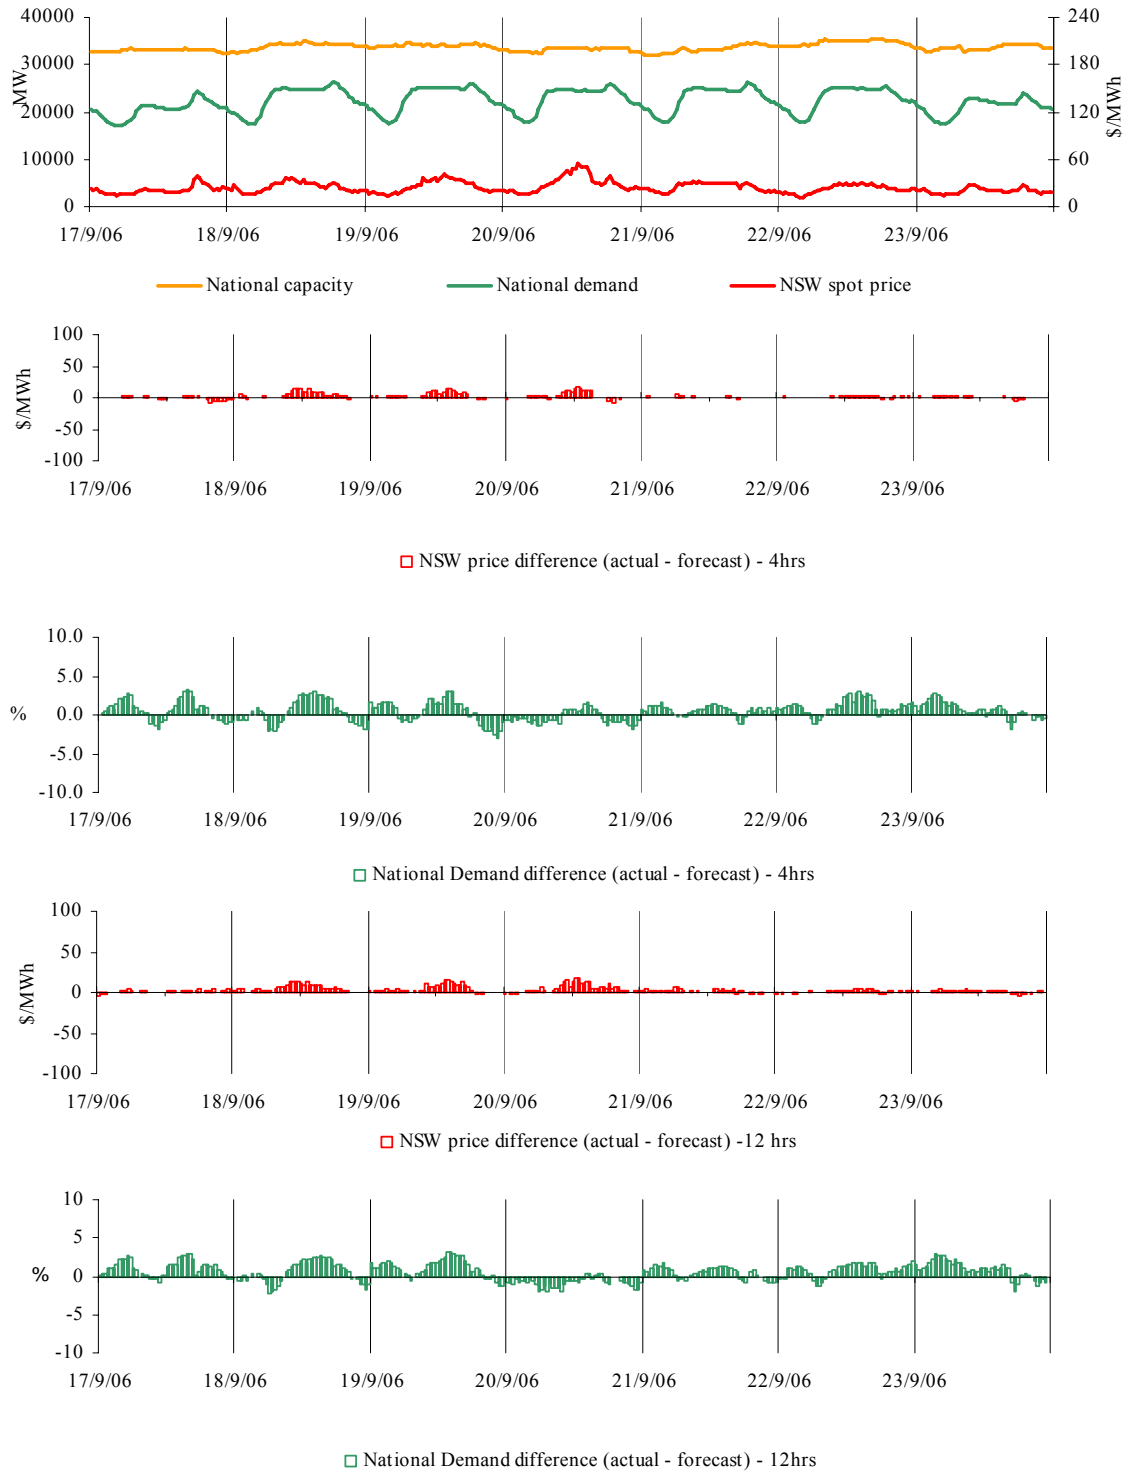 40000 240
30000 180
MW
20000 120
$/MWh
10000 60
0 0
17/9/06 18/9/06 19/9/06 20/9/06 21/9/06 22/9/06 23/9/06
National capacity National demand NSW spot price
100
50
$/MWh
0
-50
-100
17/9/06 18/9/06 19/9/06 20/9/06 21/9/06 22/9/06 23/9/06
NSW price difference (actual - forecast) - 4hrs
10.0
5.0
% 0.0
-5.0
-10.0
17/9/06 18/9/06 19/9/06 20/9/06 21/9/06 22/9/06 23/9/06
National Demand difference (actual - forecast) - 4hrs
100
50
$/MWh
0
-50
-100
17/9/06 18/9/06 19/9/06 20/9/06 21/9/06 22/9/06 23/9/06
NSW price difference (actual - forecast) -12 hrs
10
5
% 0
-5
-10
17/9/06 18/9/06 19/9/06 20/9/06 21/9/06 22/9/06 23/9/06
National Demand difference (actual - forecast) - 12hrs